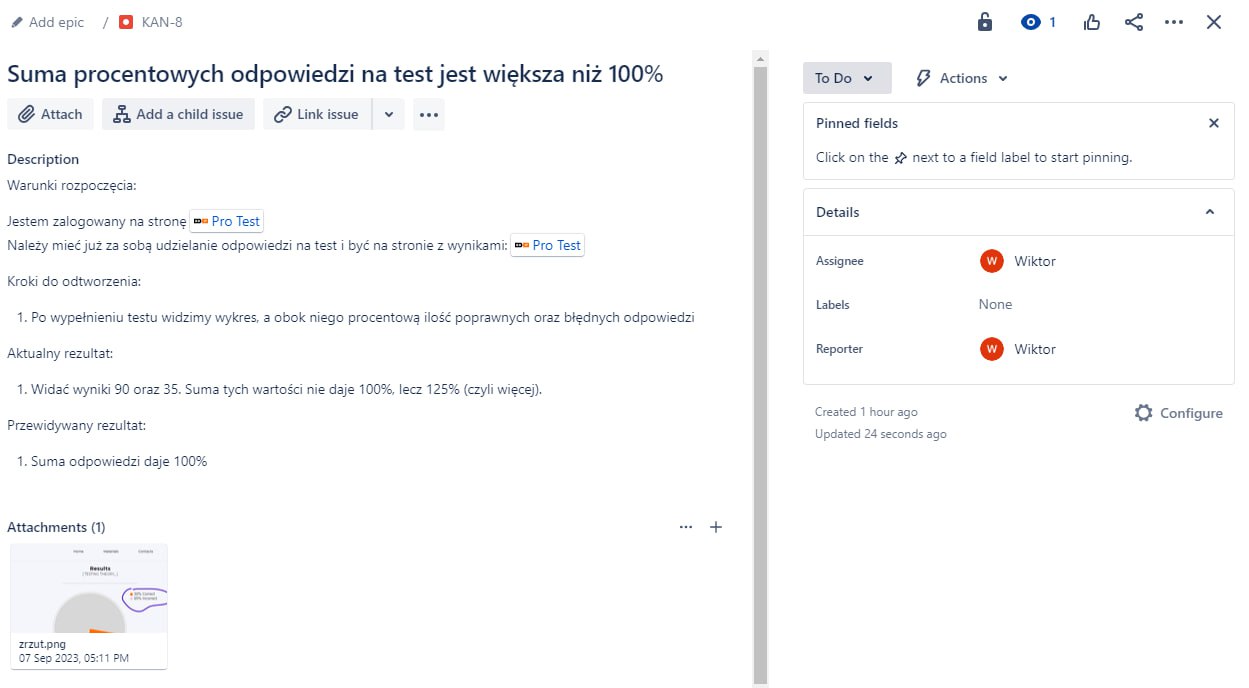 Add epic / KAN-8
1
Suma procentowych odpowiedzi na test jest większa niż 100%
Attach
Add a child issue
Link issue
Description
Warunki rozpoczęcia:
Jestem zalogowany na stronę Pro Test
Należy mieć już za sobą udzielanie odpowiedzi na test i być na stronie z wynikami: Pro Test
Kroki do odtworzenia:
1. Po wypełnieniu testu widzimy wykres, a obok niego procentową ilość poprawnych oraz błędnych odpowiedzi
Aktualny rezultat:
1. Widać wyniki 90 oraz 35. Suma tych wartości nie daje 100%, lecz 125% (czyli więcej).
Przewidywany rezultat:
1. Suma odpowiedzi daje 100%
Attachments (1)
Home Materials Contacts
Results
zrzut.png
07 Sep 2023, 05:11 PM
To Do
Actions
Pinned fields
Click on the next to a field label to start pinning.
Details
Assignee W Wiktor
Labels None
Reporter W Wiktor
Created 1 hour ago
Configure
Updated 24 seconds ago